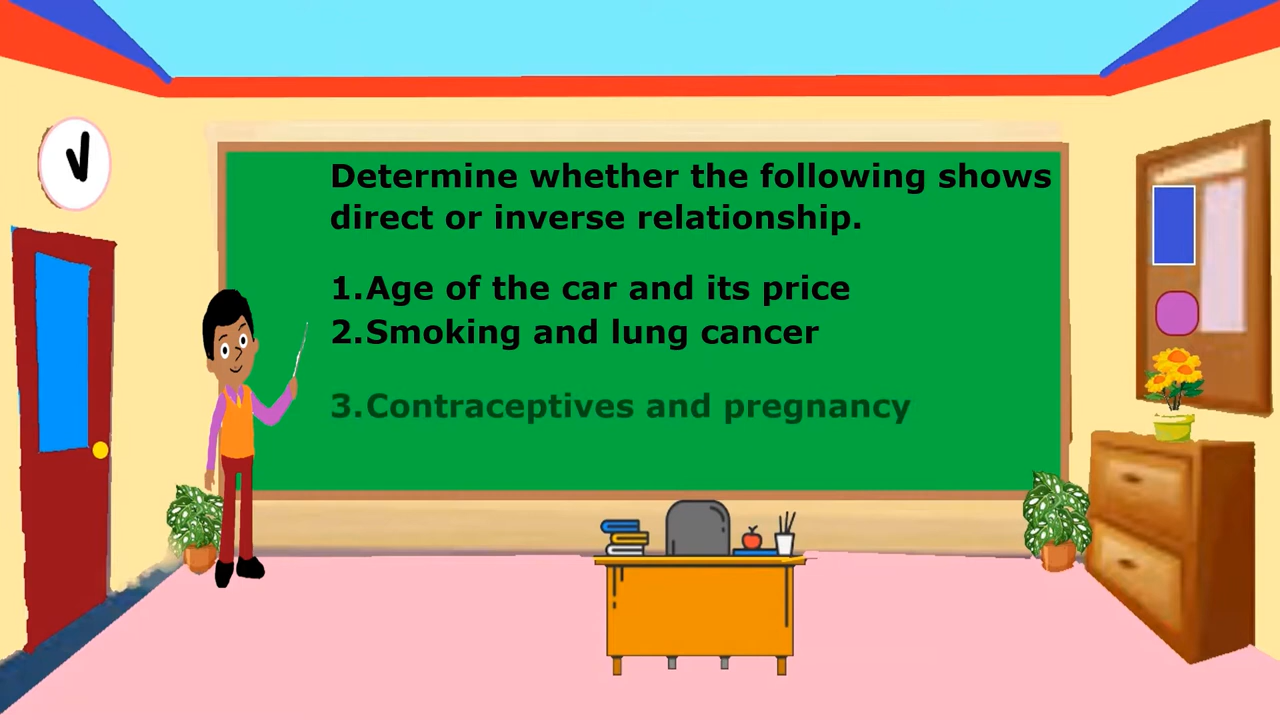 Determine whether the following shows
direct or inverse relationship.
1.Age of the car and its price
2.Smoking and lung cancer
3.Contraceptives and pregnancy